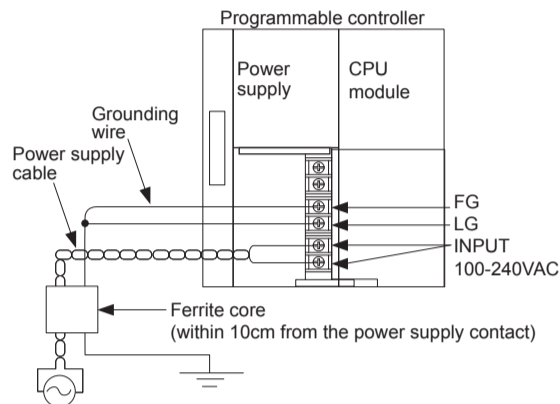 Programmable controller
Power
supply
CPU
module
Grounding
wire
Power supply
cable
FG
LG
INPUT
100-240VAC
Ferrite core
(within 10cm from the power supply contact)